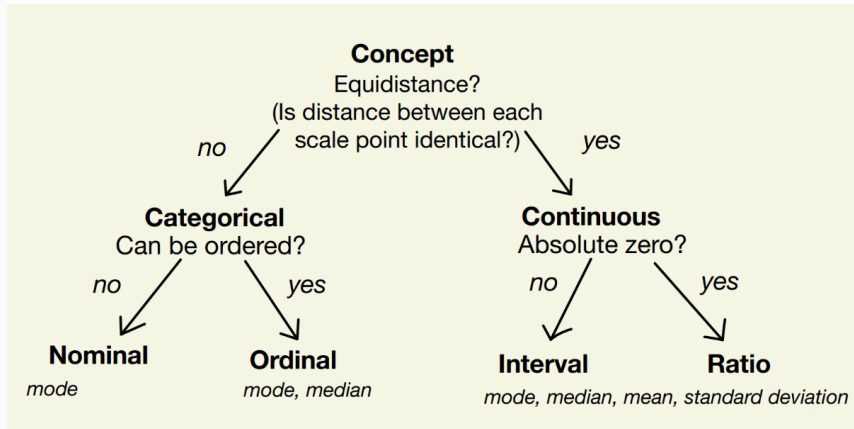 Concept
Equidistance?
(Is distance between each
scale point identical?)
no
yes
Categorical
Can be ordered?
Continuous
Absolute zero?
no
yes
no
yes
Nominal
mode
Ordinal
mode, median
Interval
Ratio
mode, median, mean, standard deviation